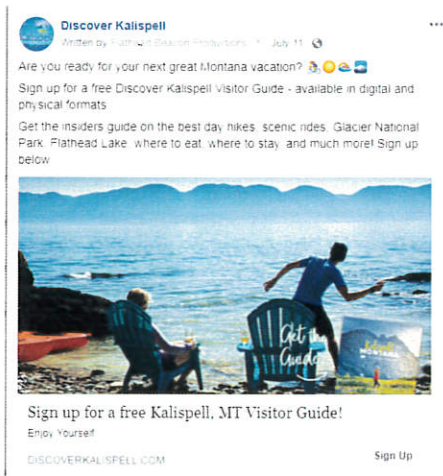 Discover Kalispell
Written by Flathead Beacon Productions · July 11 ·
Are you ready for your next great Montana vacation?
Sign up for a free Discover Kalispell Visitor Guide - available in digital and
physical formats
Get the insiders guide on the best day hikes scenic rides Glacier National
Park Flathead Lake where to eat where to stay and much more! Sign up
below
Get the
Guide
Kalispell
MONTANA
Sign up for a free Kalispell, MT Visitor Guide!
Enjoy Yourself
DISCOVERKALISPELL.COM
Sign Up